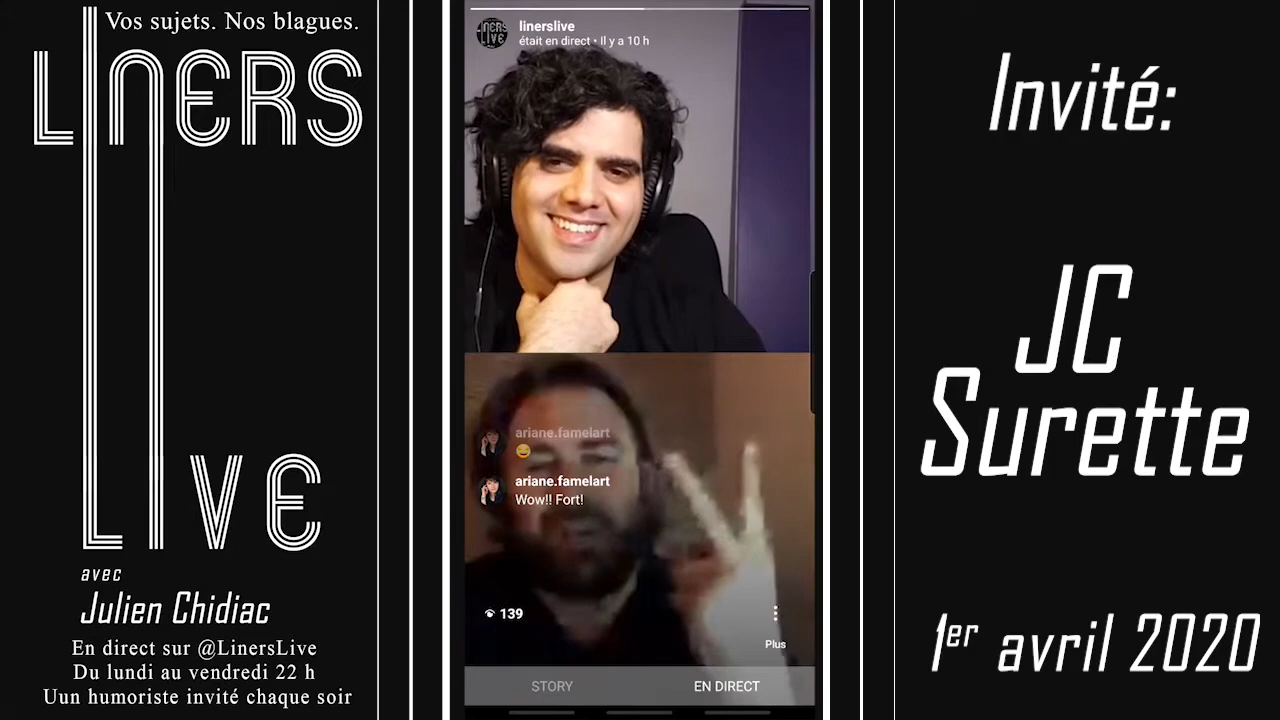 Vos sujets. Nos blagues.
LINERS
LIVE
avec
Julien Chidiac
En direct sur @LinersLive
Du lundi au vendredi 22 h
Uun humoriste invité chaque soir
LINERS
LIVE
linerslive
était en direct • Il y a 10 h
ariane.famelart
😂
ariane.famelart
Wow!! Fort!
139
Plus
STORY
EN DIRECT
Invité:
JC
Surette
1er avril 2020